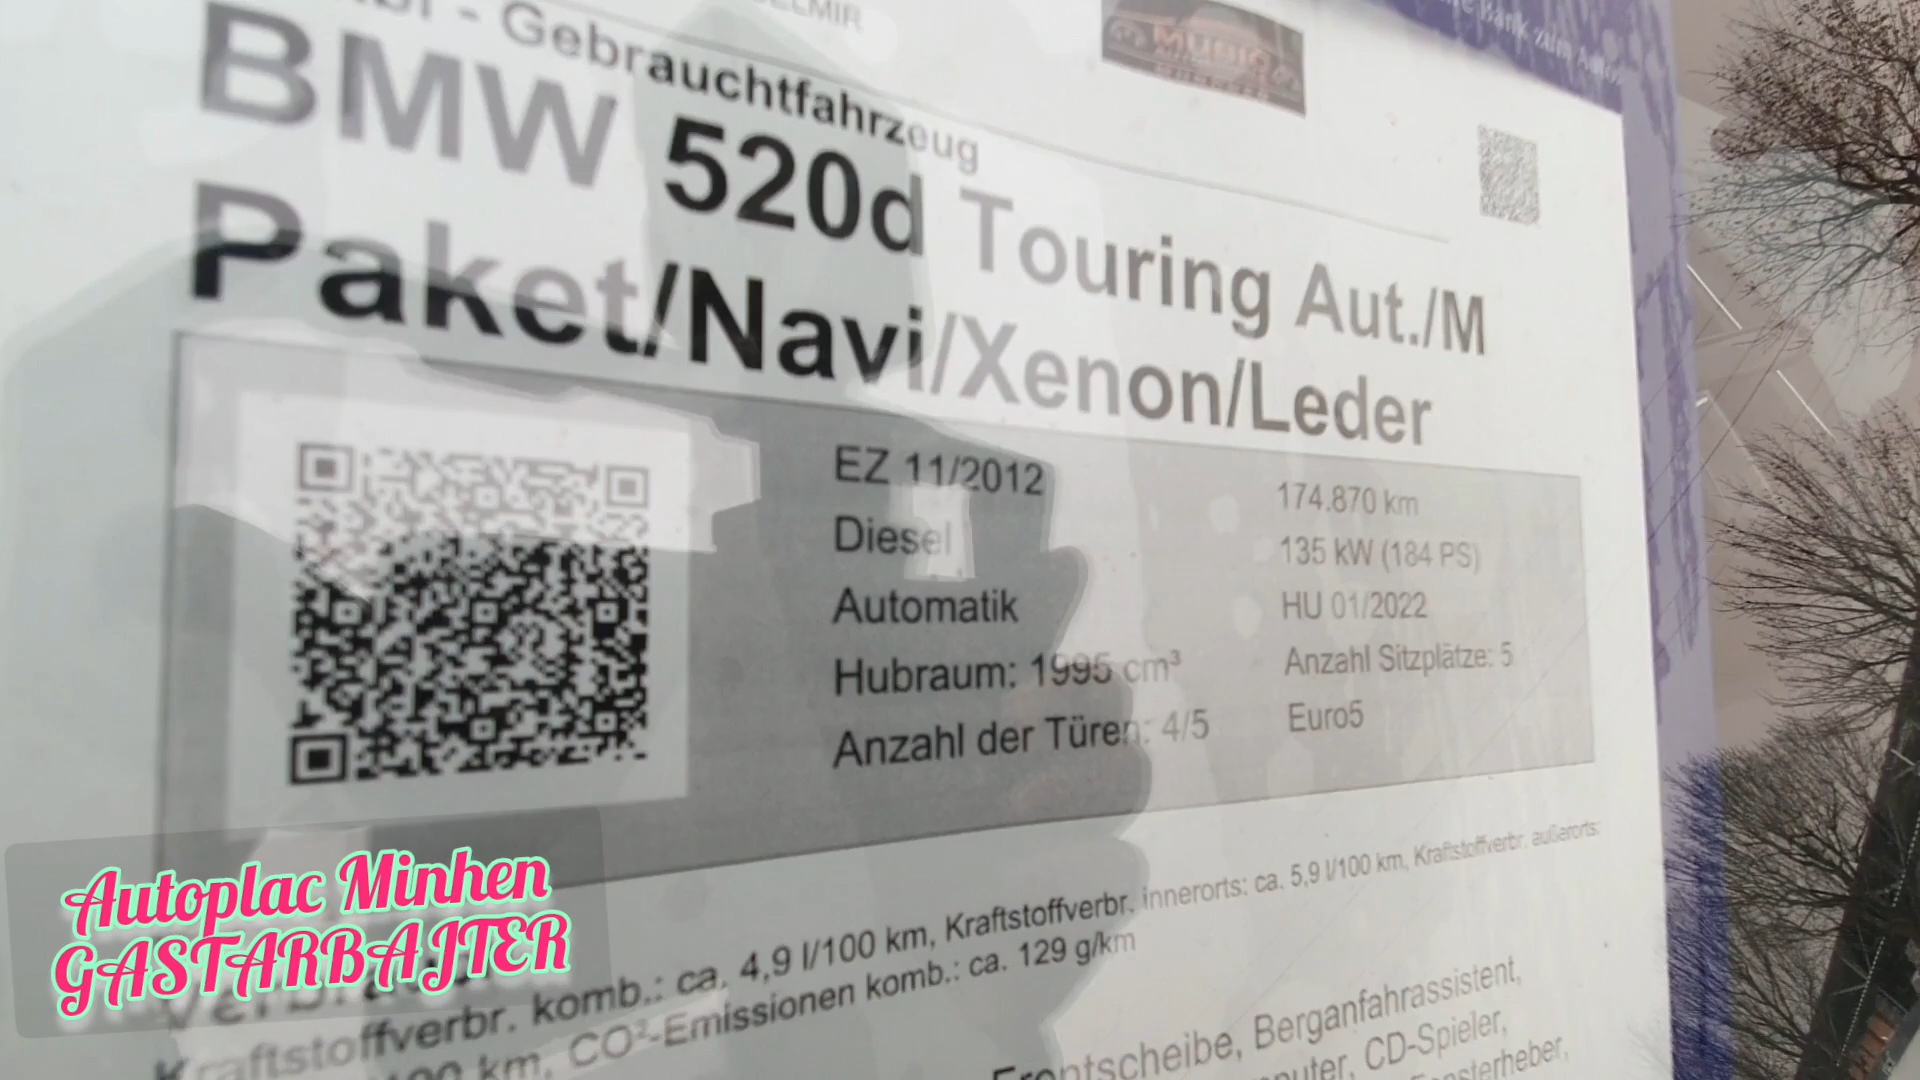 - Gebrauchtfahrzeug
BMW 520d Touring Aut./M
Paket/Navi/Xenon/Leder
EZ 11/2012
174.870 km
Diesel
135 kW (184 PS)
Automatik
HU 01/2022
Hubraum: 1995 cm³
Anzahl Sitzplätze: 5
Anzahl der Türen: 4/5
Euro5
Kraftstoffverbr. komb.: ca. 4,9 l/100 km, Kraftstoffverbr. innerorts: ca. 5,9 l/100 km, Kraftstoffverbr. außerorts:
km, CO²-Emissionen komb.: ca. 129 g/km
Frontscheibe, Berganfahrassistent,
CD-Spieler,
Autoplac Minhen
GASTARBAJTER